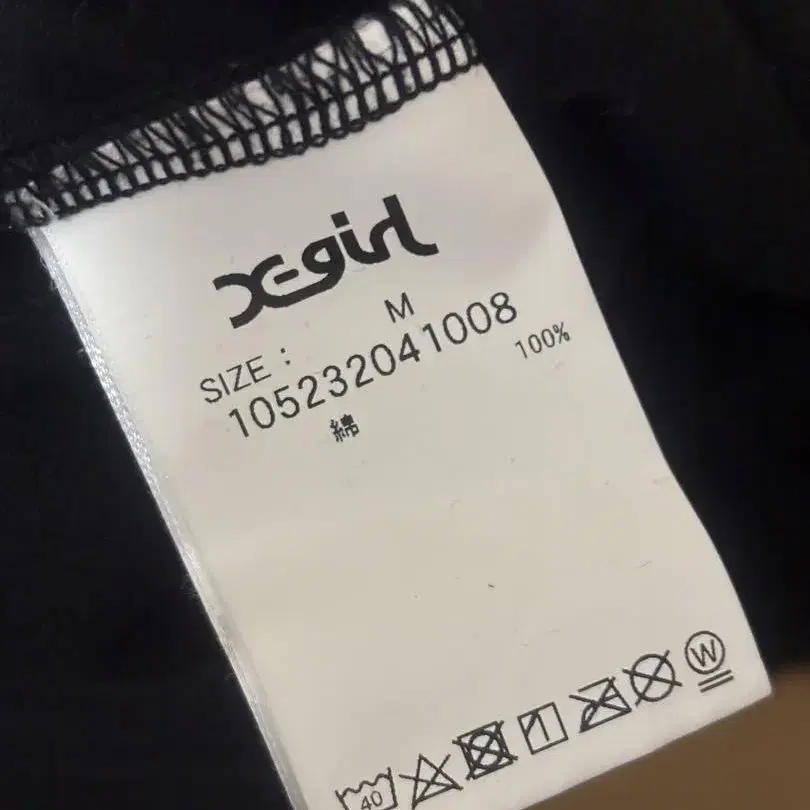 X-girl
SIZE : M
105232041008
綿 100%
40
W